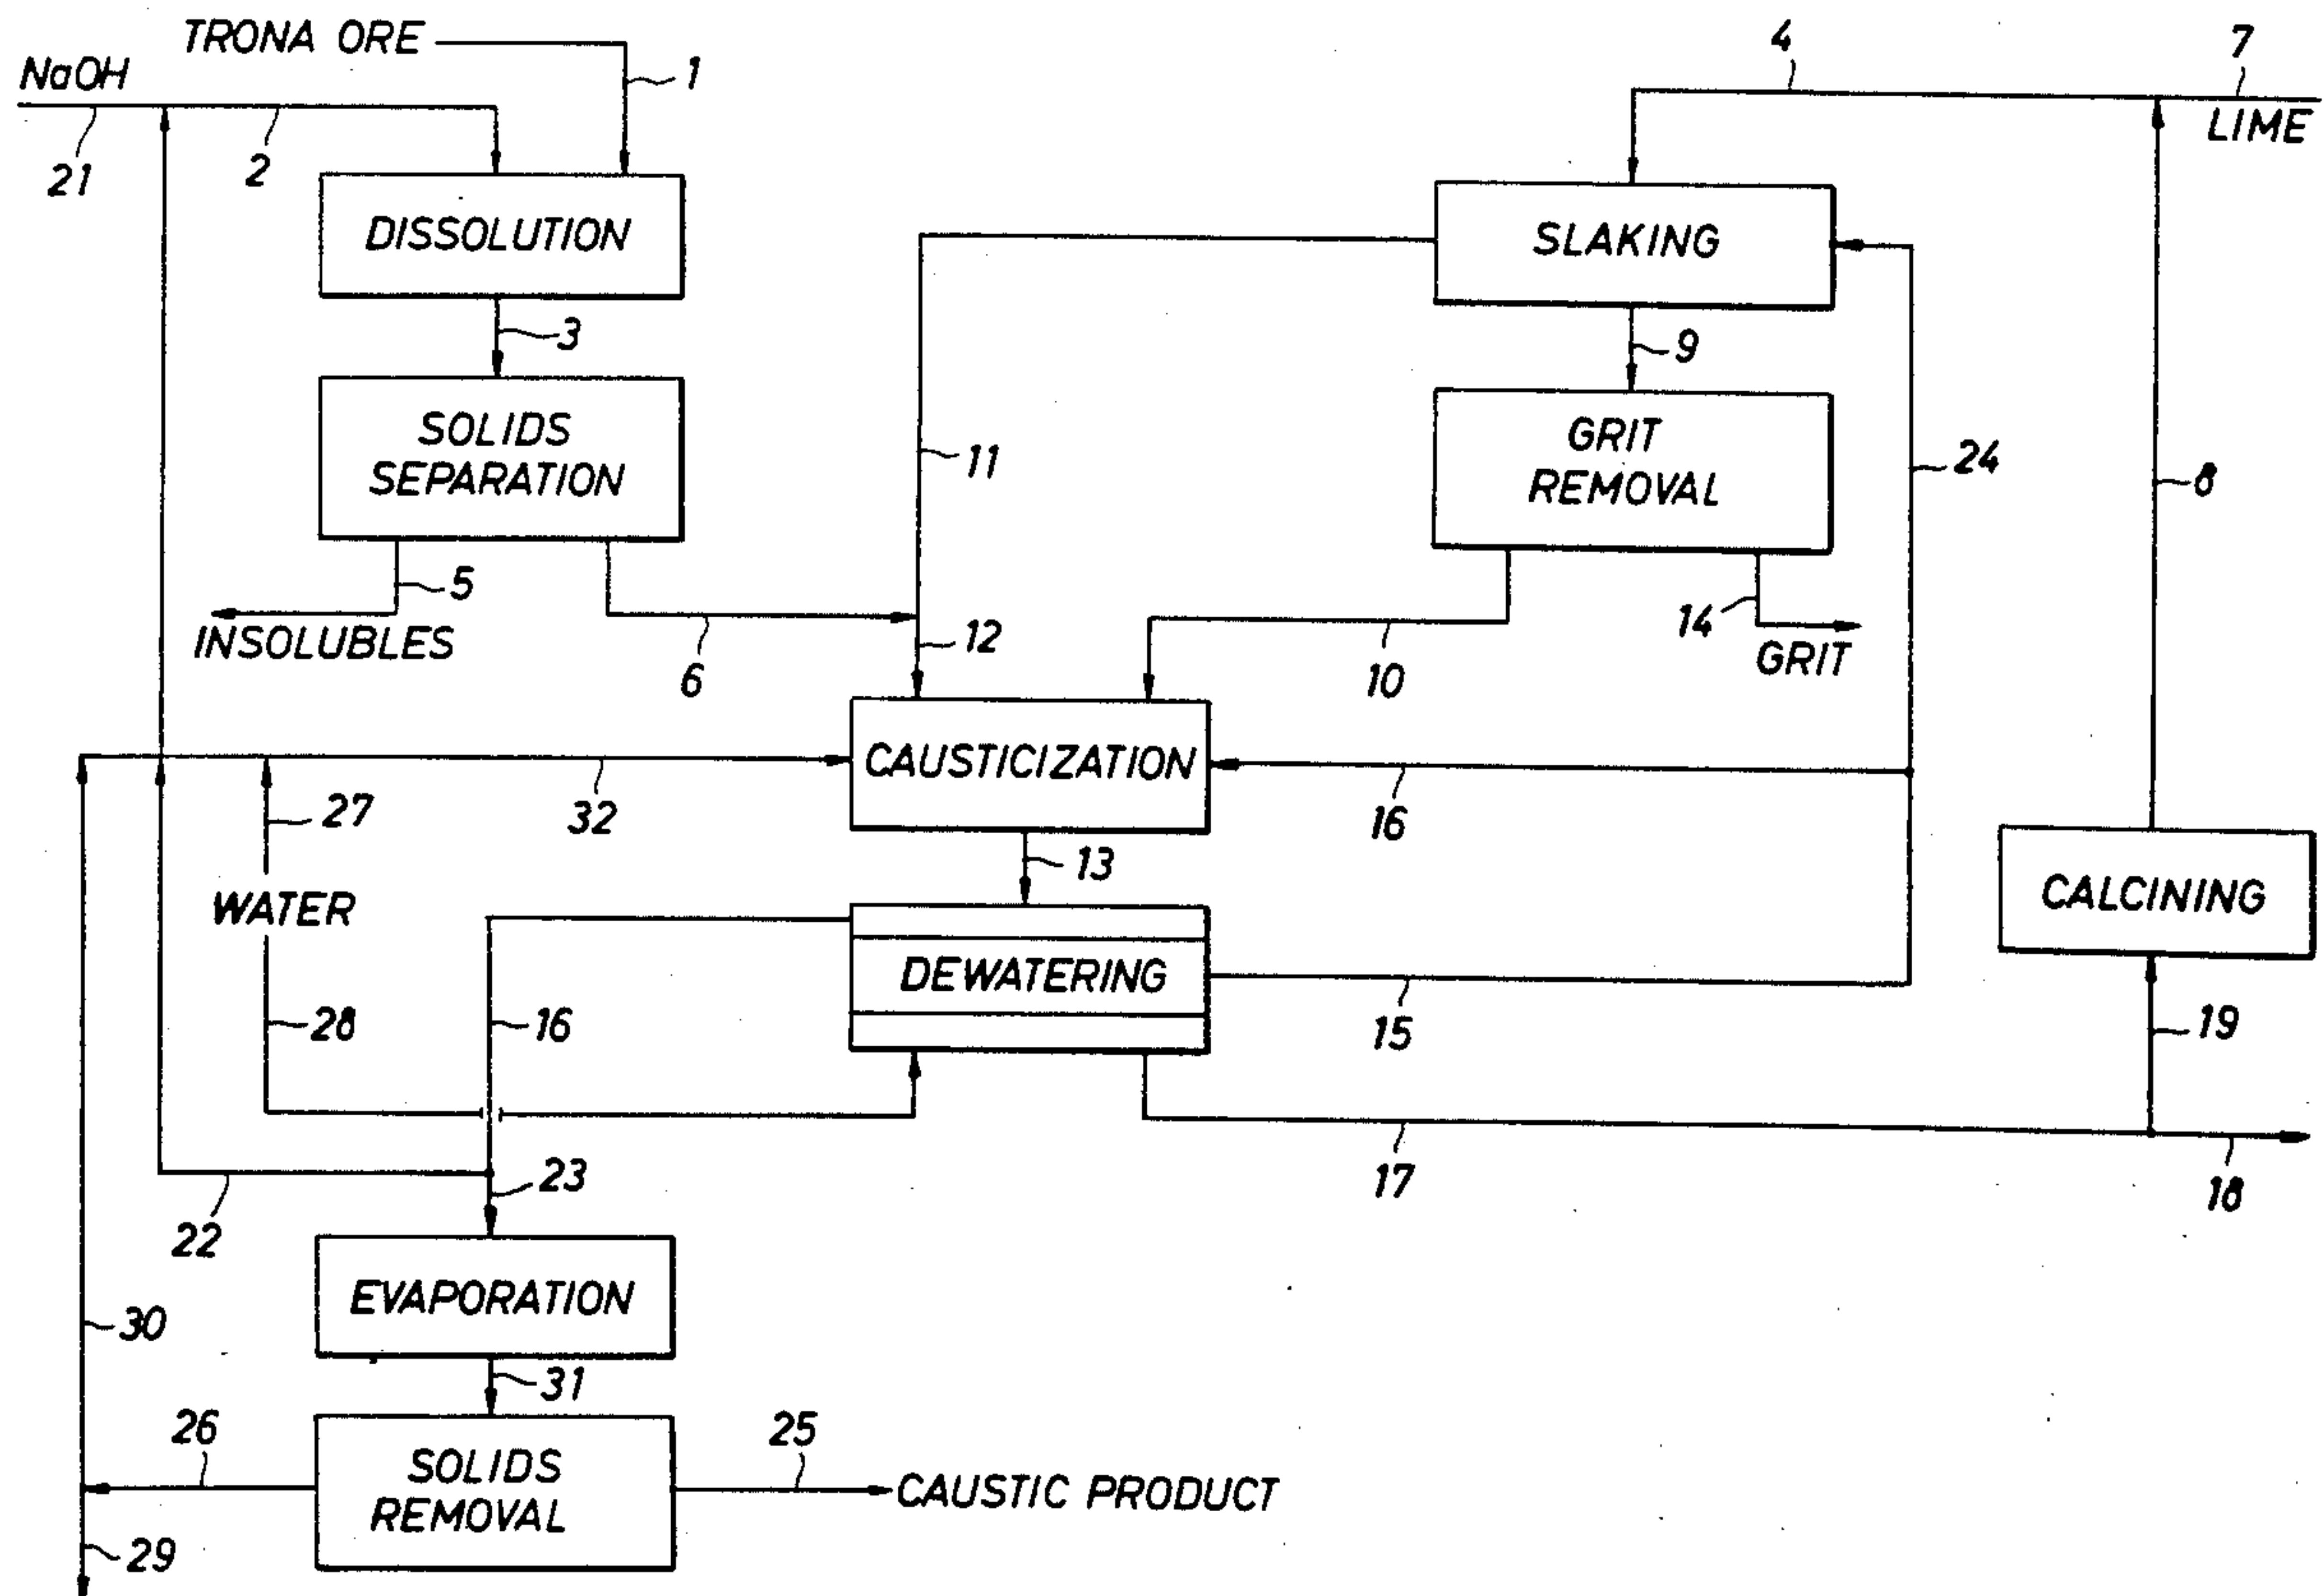 TRONA ORE
NaOH
1
4
7
LIME
21
2
DISSOLUTION
SLAKING
3
9
SOLIDS
SEPARATION
GRIT
REMOVAL
11
24
8
5
INSOLUBLES
6
12
10
14
GRIT
CAUSTICIZATION
27
32
16
13
WATER
CALCINING
DEWATERING
28
16
15
19
23
17
18
22
EVAPORATION
30
31
26
25
SOLIDS
REMOVAL
CAUSTIC PRODUCT
29